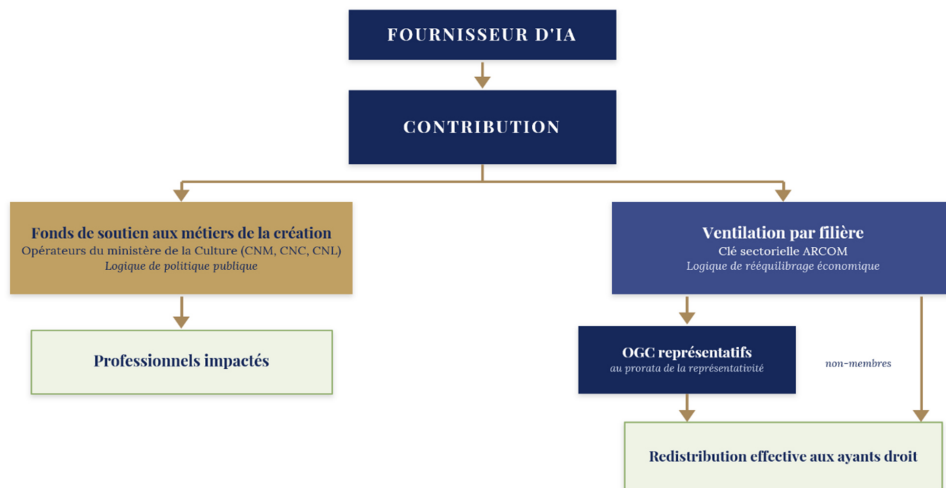 FOURNISSEUR D'IA
CONTRIBUTION
Fonds de soutien aux métiers de la création
Opérateurs du ministère de la Culture (CNM, CNC, CNL)
Logique de politique publique
Ventilation par filière
Clé sectorielle ARCOM
Logique de rééquilibrage économique
Professionnels impactés
OGC représentatifs
au prorata de la représentativité
non-membres
Redistribution effective aux ayants droit